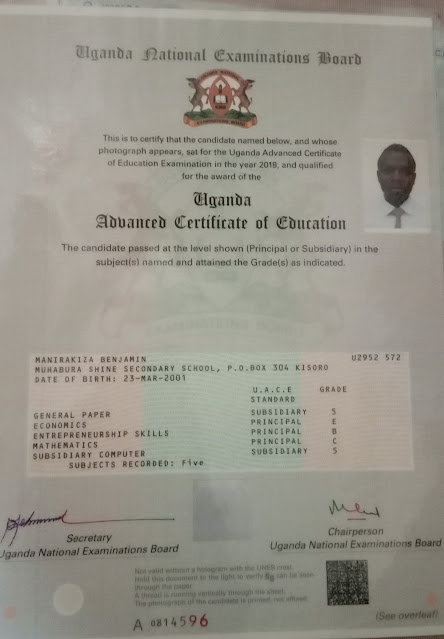 Uganda National Examinations Board
This is to certify that the candidate named below, and whose
photograph appears, sat for the Uganda Advanced Certificate
of Education Examination in the year 2019, and qualified
for the award of the
Uganda
Advanced Certificate of Education
The candidate passed at the level shown (Principal or Subsidiary) in the
subject(s) named and attained the Grade(s) as indicated.
MANIRAKIZA BENJAMIN U2952 572
MUHABURA SHINE SECONDARY SCHOOL, P.O.BOX 304 KISORO
DATE OF BIRTH: 23-MAR-2001
U.A.C.E GRADE
STANDARD
GENERAL PAPER SUBSIDIARY 5
ECONOMICS PRINCIPAL E
ENTREPRENEURSHIP SKILLS PRINCIPAL B
MATHEMATICS PRINCIPAL C
SUBSIDIARY COMPUTER SUBSIDIARY 5
SUBJECTS RECORDED: Five
Secretary
Uganda National Examinations Board
Chairperson
Uganda National Examinations Board
Not valid without a hologram with the UNEB crest.
Hold this document to the light to verify can be seen
through the paper.
A thread is running vertically through the sheet.
The photograph of the candidate is printed, not affixed.
A 0814596
(See overleaf)